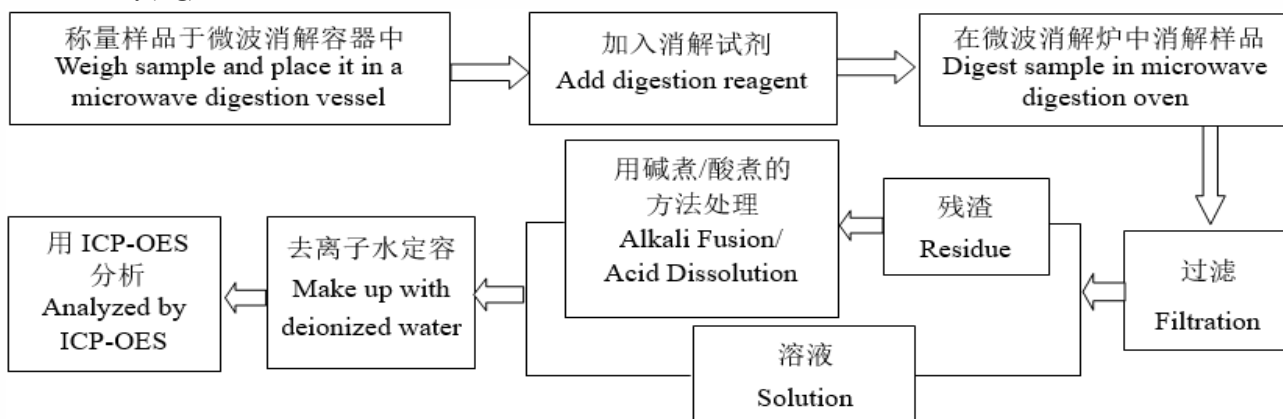 称量样品于微波消解容器中
Weigh sample and place it in a
microwave digestion vessel
加入消解试剂
Add digestion reagent
在微波消解炉中消解样品
Digest sample in microwave
digestion oven
过滤
Filtration
残渣
Residue
用碱煮/酸煮的
方法处理
Alkali Fusion/
Acid Dissolution
溶液
Solution
去离子水定容
Make up with
deionized water
用 ICP-OES
分析
Analyzed by
ICP-OES